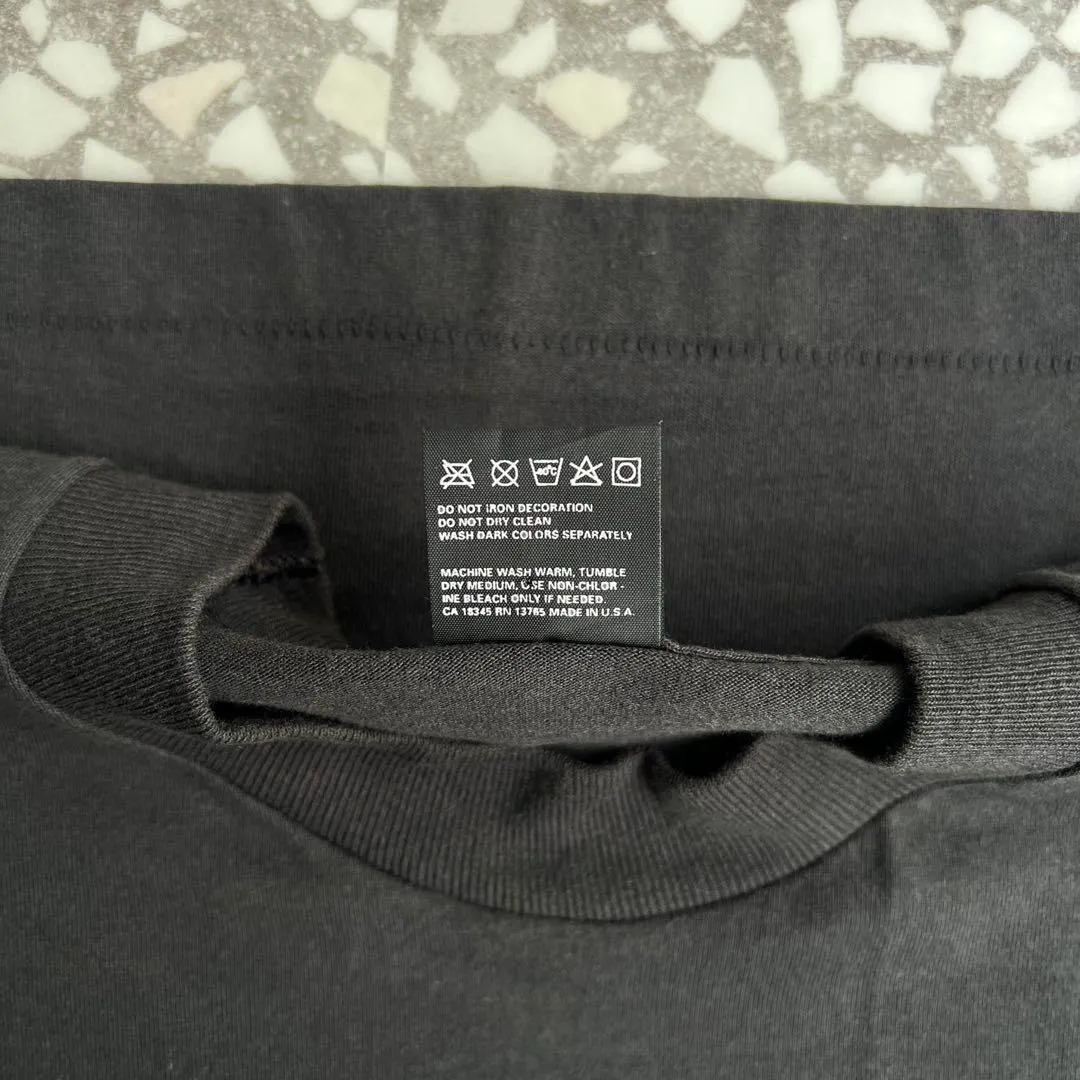 40°C
DO NOT IRON DECORATION
DO NOT DRY CLEAN
WASH DARK COLORS SEPARATELY
MACHINE WASH WARM, TUMBLE
DRY MEDIUM, USE NON-CHLOR-
INE BLEACH ONLY IF NEEDED
CA 18345 RN 13765 MADE IN U.S.A.